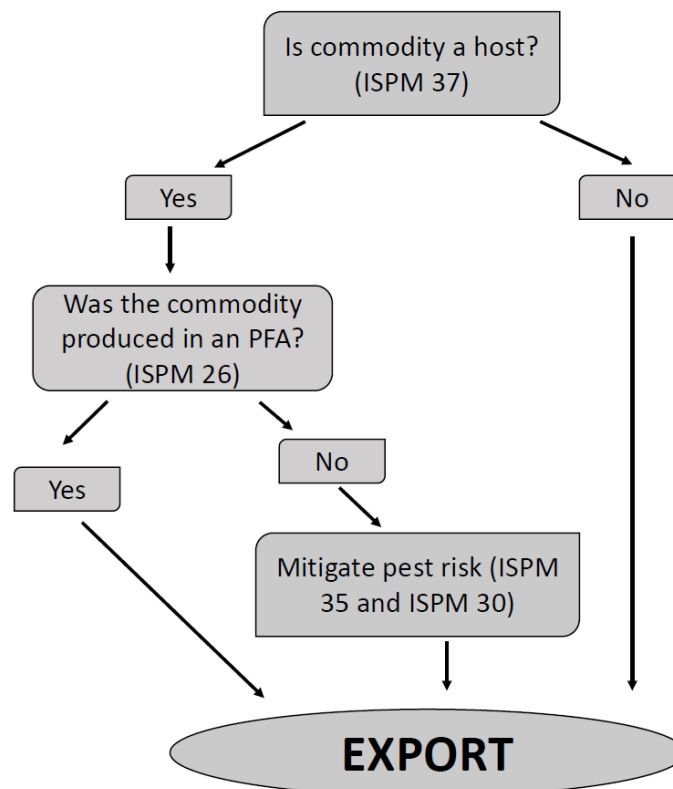 Is commodity a host?
(ISPM 37)
Yes
No
Was the commodity
produced in an PFA?
(ISPM 26)
Yes
No
Mitigate pest risk (ISPM
35 and ISPM 30)
EXPORT